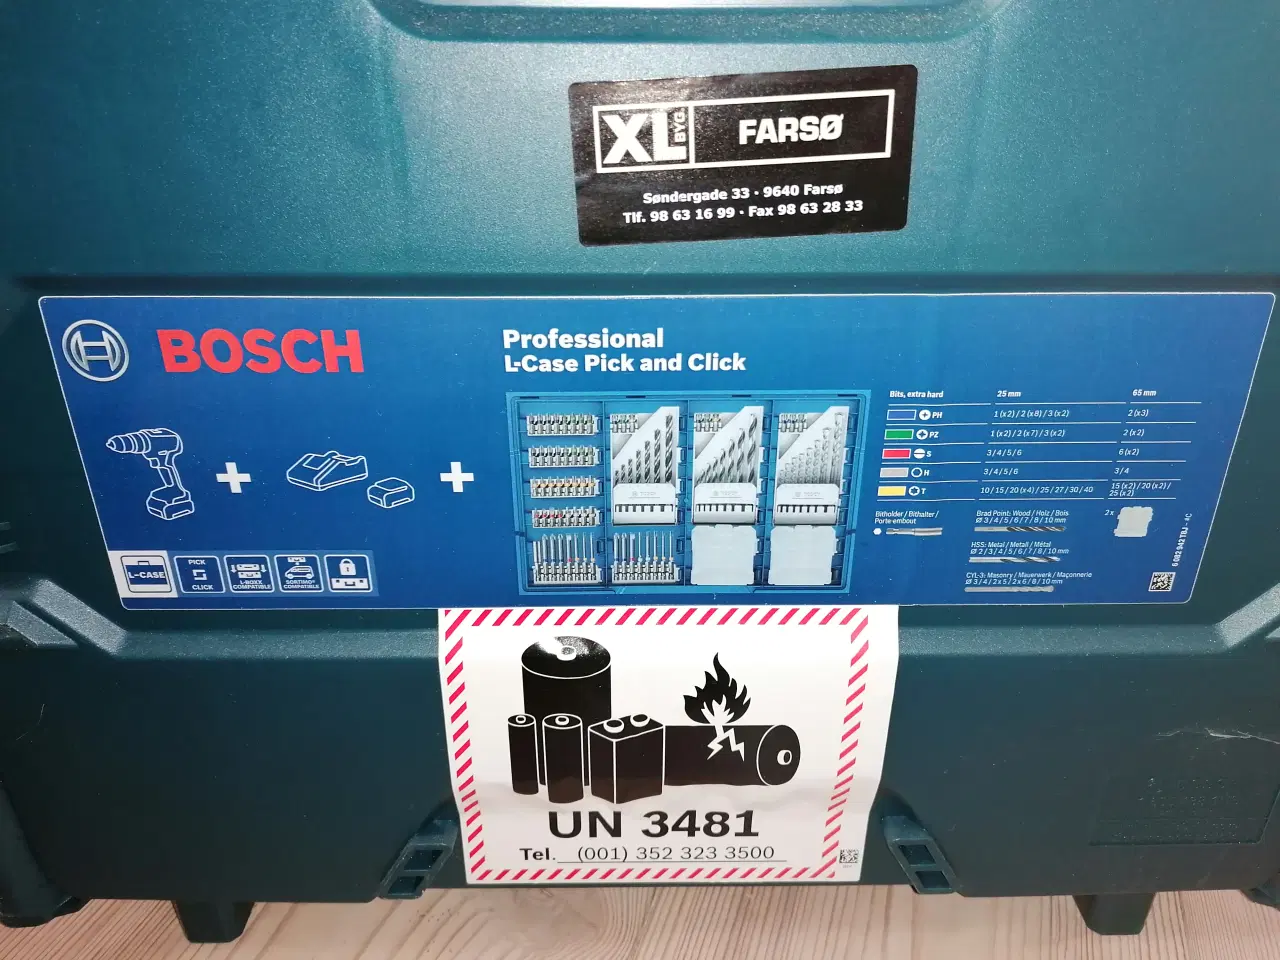 XL BYG. FARSØ
Søndergade 33 · 9640 Farsø
Tlf. 98 63 16 99 · Fax 98 63 28 33
BOSCH
Professional
L-Case Pick and Click
Bits, extra hard 25 mm 65 mm
PH 1 (x2) / 2 (x8) / 3 (x2) 2 (x3)
PZ 1 (x2) / 2 (x7) / 3 (x2) 2 (x2)
S 3/4/5/6 6 (x2)
H 3/4/5/6 3/4
T 10 / 15 / 20 (x4) / 25 / 27 / 30 / 40 15 (x2) / 20 (x2) /
25 (x2)
Bitholder / Bithalter /
Porte-embout
Brad Point: Wood / Holz / Bois
Ø 3 / 4 / 5 / 6 / 7 / 8 / 10 mm
2x
HSS: Metal / Metall / Métal
Ø 2 / 3 / 4 / 5 / 6 / 7 / 8 / 10 mm
CYL-3: Masonry / Mauerwerk / Maçonnerie
Ø 3 / 4 / 2x 5 / 2x 6 / 8 / 10 mm
6 082 942 TBJ - AC
L-CASE
PICK
CLICK
L-BOXX
COMPATIBLE
SORTIMO®
COMPATIBLE
UN 3481
Tel. (001) 352 323 3500